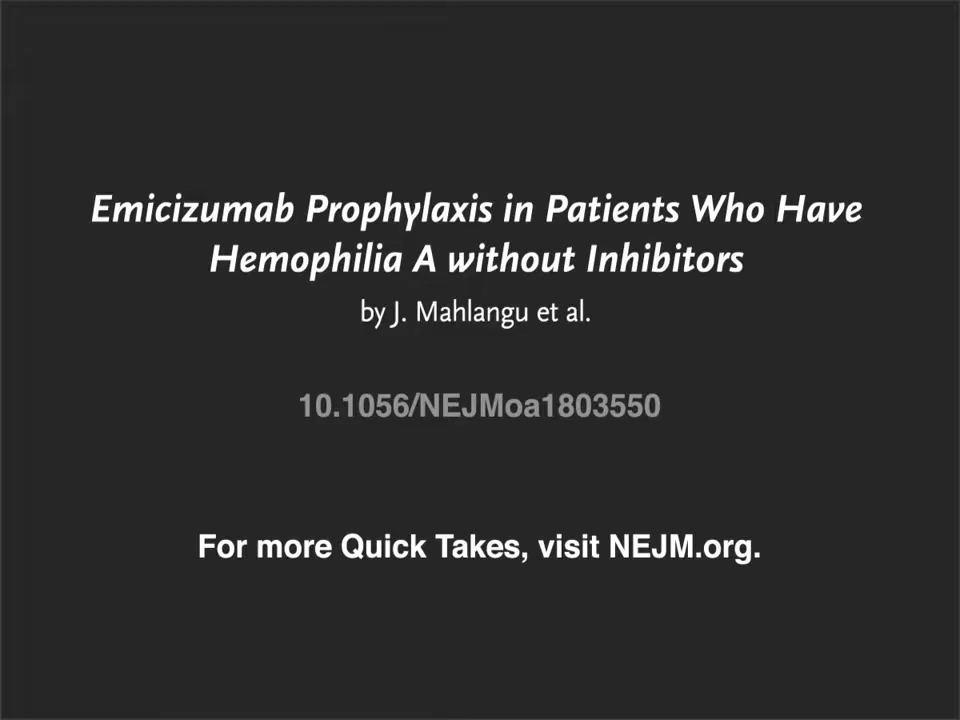 Emicizumab Prophylaxis in Patients Who Have
Hemophilia A without Inhibitors
by J. Mahlangu et al.
10.1056/NEJMoa1803550
For more Quick Takes, visit NEJM.org.